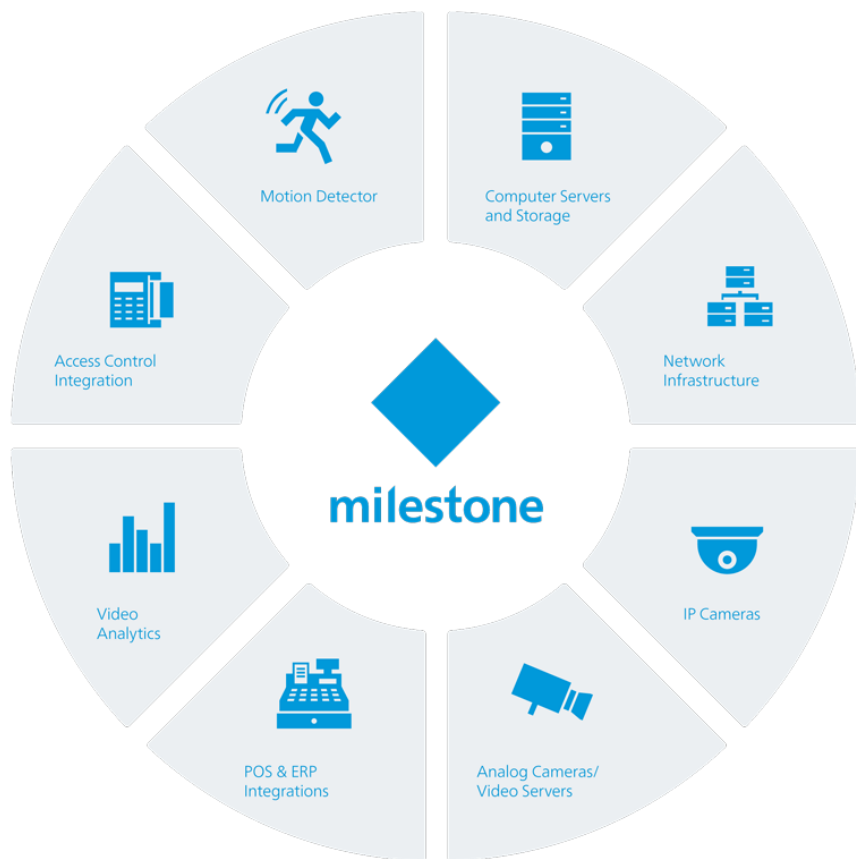 Motion Detector
Computer Servers
and Storage
Access Control
Integration
Network
Infrastructure
milestone
Video
Analytics
IP Cameras
POS & ERP
Integrations
Analog Cameras/
Video Servers